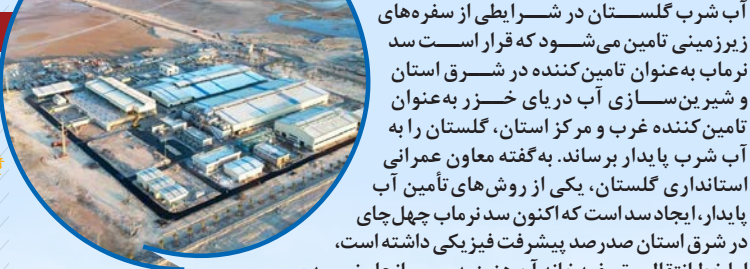 آب شرب گلستان در شرایطی از سفره‌های
زیرزمینی تامین می‌شود که قرار است سد
نرماب به‌عنوان تامین‌کننده در شرق استان
و شیرین‌سازی آب دریای خزر به‌عنوان
تامین‌کننده غرب و مرکز استان، گلستان را به
آب شرب پایدار برساند. به‌گفته معاون عمرانی
استانداری گلستان، یکی از روش‌های تأمین آب
پایدار، ایجاد سد است که اکنون سد نرماب چهل‌چای
در شرق استان صددرصد پیشرفت فیزیکی داشته است،